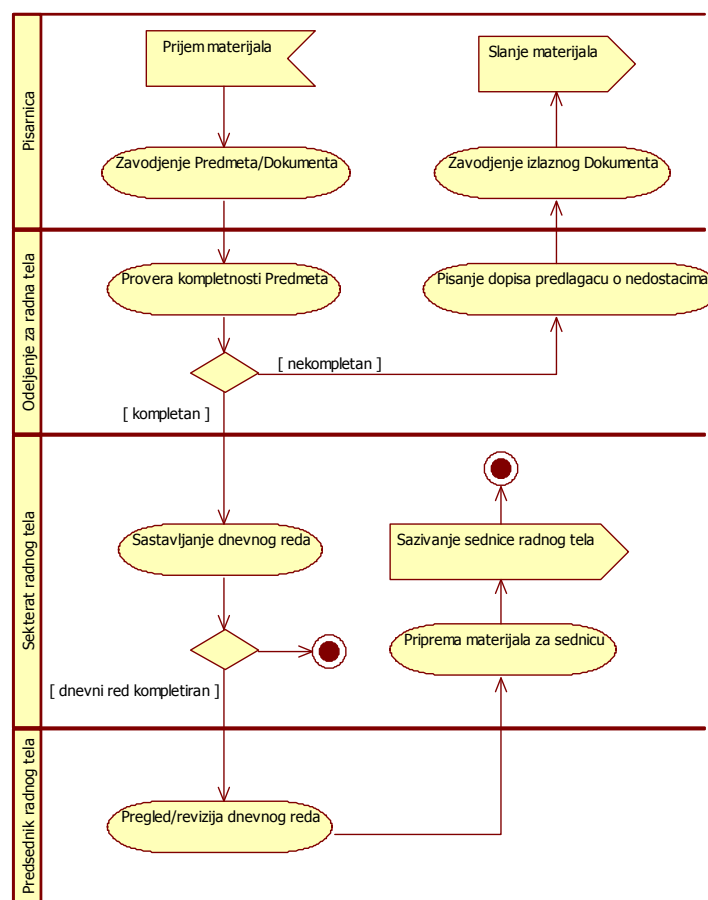 Pisarnica
Prijem materijala
Slanje materijala
Zavodjenje Predmeta/Dokumenta
Zavodjenje izlaznog Dokumenta
Odeljenje za radna tela
Provera kompletnosti Predmeta
Pisanje dopisa predlagacu o nedostacima
[ nekompletan ]
[ kompletan ]
Sekterat radnog tela
Sastavljanje dnevnog reda
Sazivanje sednice radnog tela
Priprema materijala za sednicu
[ dnevni red kompletiran ]
Predsednik radnog tela
Pregled/revizija dnevnog reda